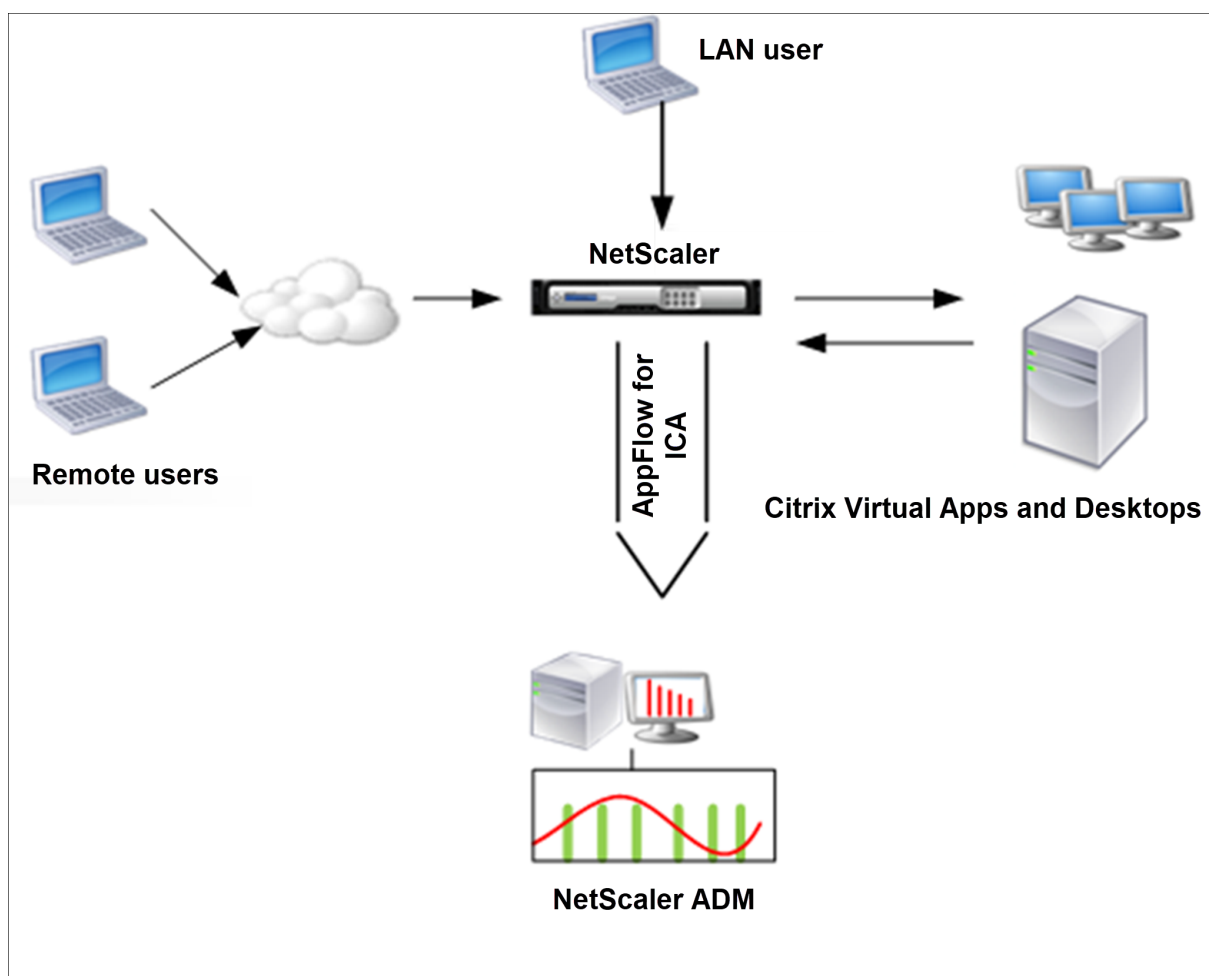 LAN user
NetScaler
AppFlow for
ICA
Remote users
Citrix Virtual Apps and Desktops
NetScaler ADM